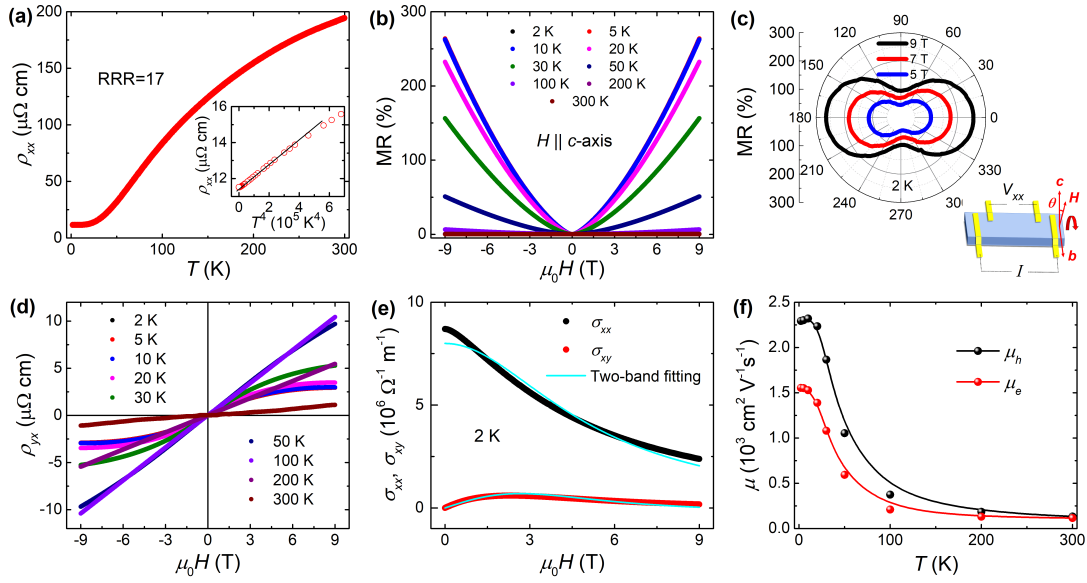 (a)
200
150
100
50
0
ρxx (μΩ cm)
RRR=17
0 100 200 300
T (K)
16
14
12
ρxx (μΩ cm)
0 2 4 6
T⁴ (10⁵ K⁴)
(b)
300
250
200
150
100
50
0
MR (%)
2 K 5 K
10 K 20 K
30 K 50 K
100 K 200 K
300 K
H || c-axis
-9 -6 -3 0 3 6 9
μ₀H (T)
(c)
300
200
100
0
100
200
300
MR (%)
90
120 60
150 30
180 0
210 330
240 30
270
9 T
7 T
5 T
2 K
Vxx
c
θ
H
b
I
(d)
10
5
0
-5
-10
ρyx (μΩ cm)
2 K
5 K
10 K
20 K
30 K
50 K
100 K
200 K
300 K
-9 -6 -3 0 3 6 9
μ₀H (T)
(e)
10
5
0
σxx, σxy (10⁶ Ω⁻¹ m⁻¹)
σxx
σxy
Two-band fitting
2 K
0 3 6 9
μ₀H (T)
(f)
2.5
2.0
1.5
1.0
0.5
0.0
μ (10³ cm² V⁻¹s⁻¹)
μh
μe
0 100 200 300
T (K)